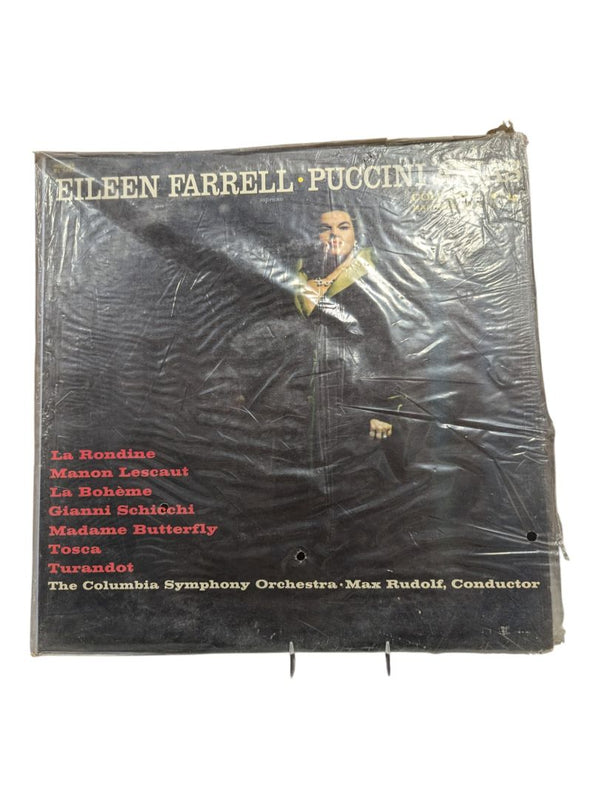 EILEEN FARRELL · PUCCINI
soprano
La Rondine
Manon Lescaut
La Bohème
Gianni Schicchi
Madame Butterfly
Tosca
Turandot
The Columbia Symphony Orchestra · Max Rudolf, Conductor